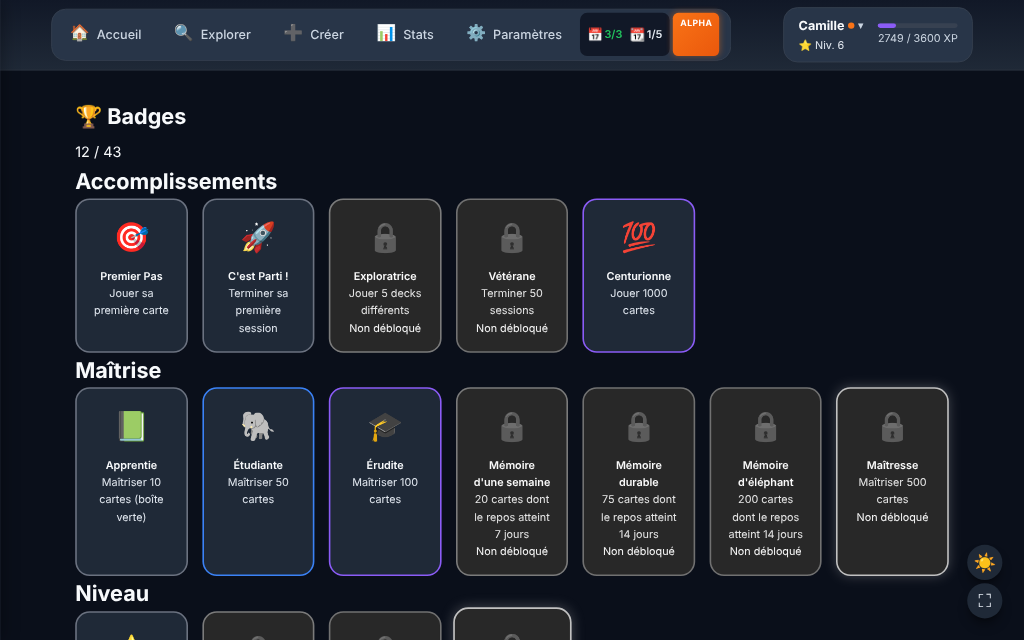 Accueil
Explorer
Créer
Stats
Paramètres
3/3
1/5
ALPHA
Camille
Niv. 6
2749 / 3600 XP
Badges
12 / 43
Accomplissements
Premier Pas
Jouer sa
première carte
C'est Parti !
Terminer sa
première
session
Exploratrice
Jouer 5 decks
différents
Non débloqué
Vétérane
Terminer 50
sessions
Non débloqué
100
Centurionne
Jouer 1000
cartes
Maîtrise
Apprentie
Maîtriser 10
cartes (boîte
verte)
Étudiante
Maîtriser 50
cartes
Érudite
Maîtriser 100
cartes
Mémoire
d'une semaine
20 cartes dont
le repos atteint
7 jours
Non débloqué
Mémoire
durable
75 cartes dont
le repos atteint
14 jours
Non débloqué
Mémoire
d'éléphant
200 cartes
dont le repos
atteint 14 jours
Non débloqué
Maîtresse
Maîtriser 500
cartes
Non débloqué
Niveau